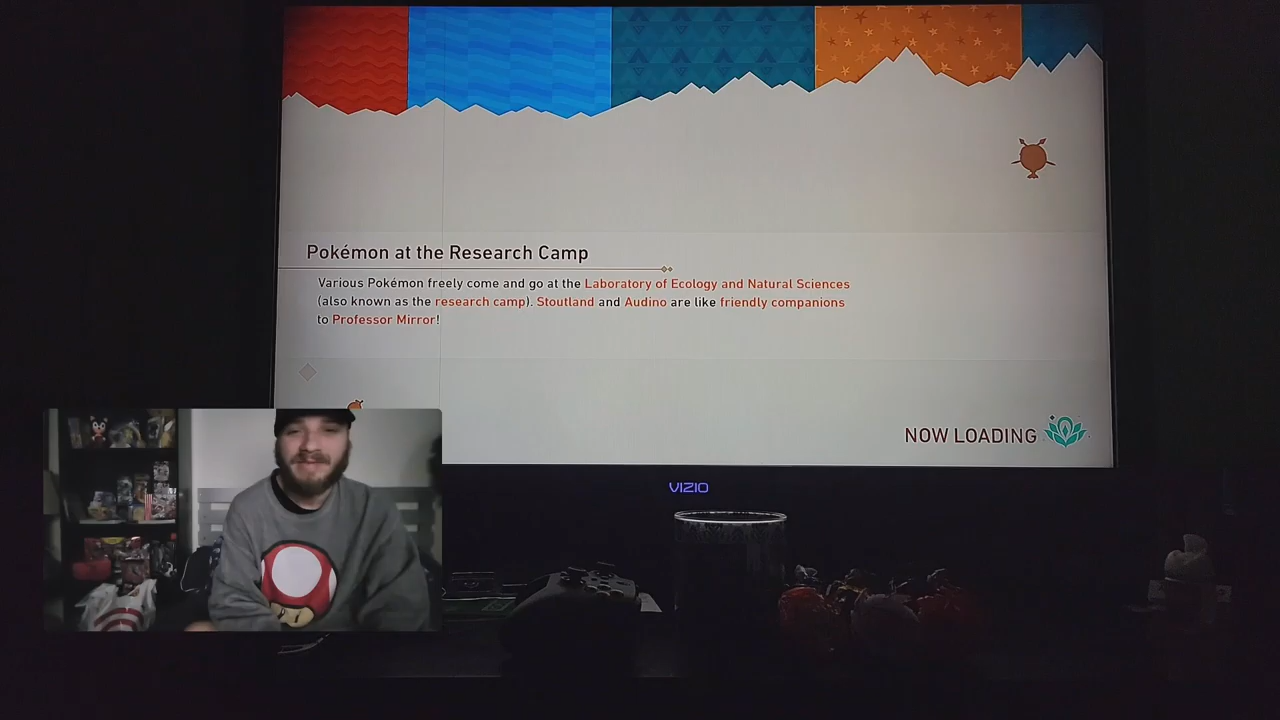 Pokémon at the Research Camp
Various Pokémon freely come and go at the Laboratory of Ecology and Natural Sciences
(also known as the research camp). Stoutland and Audino are like friendly companions
to Professor Mirror!
NOW LOADING
VIZIO